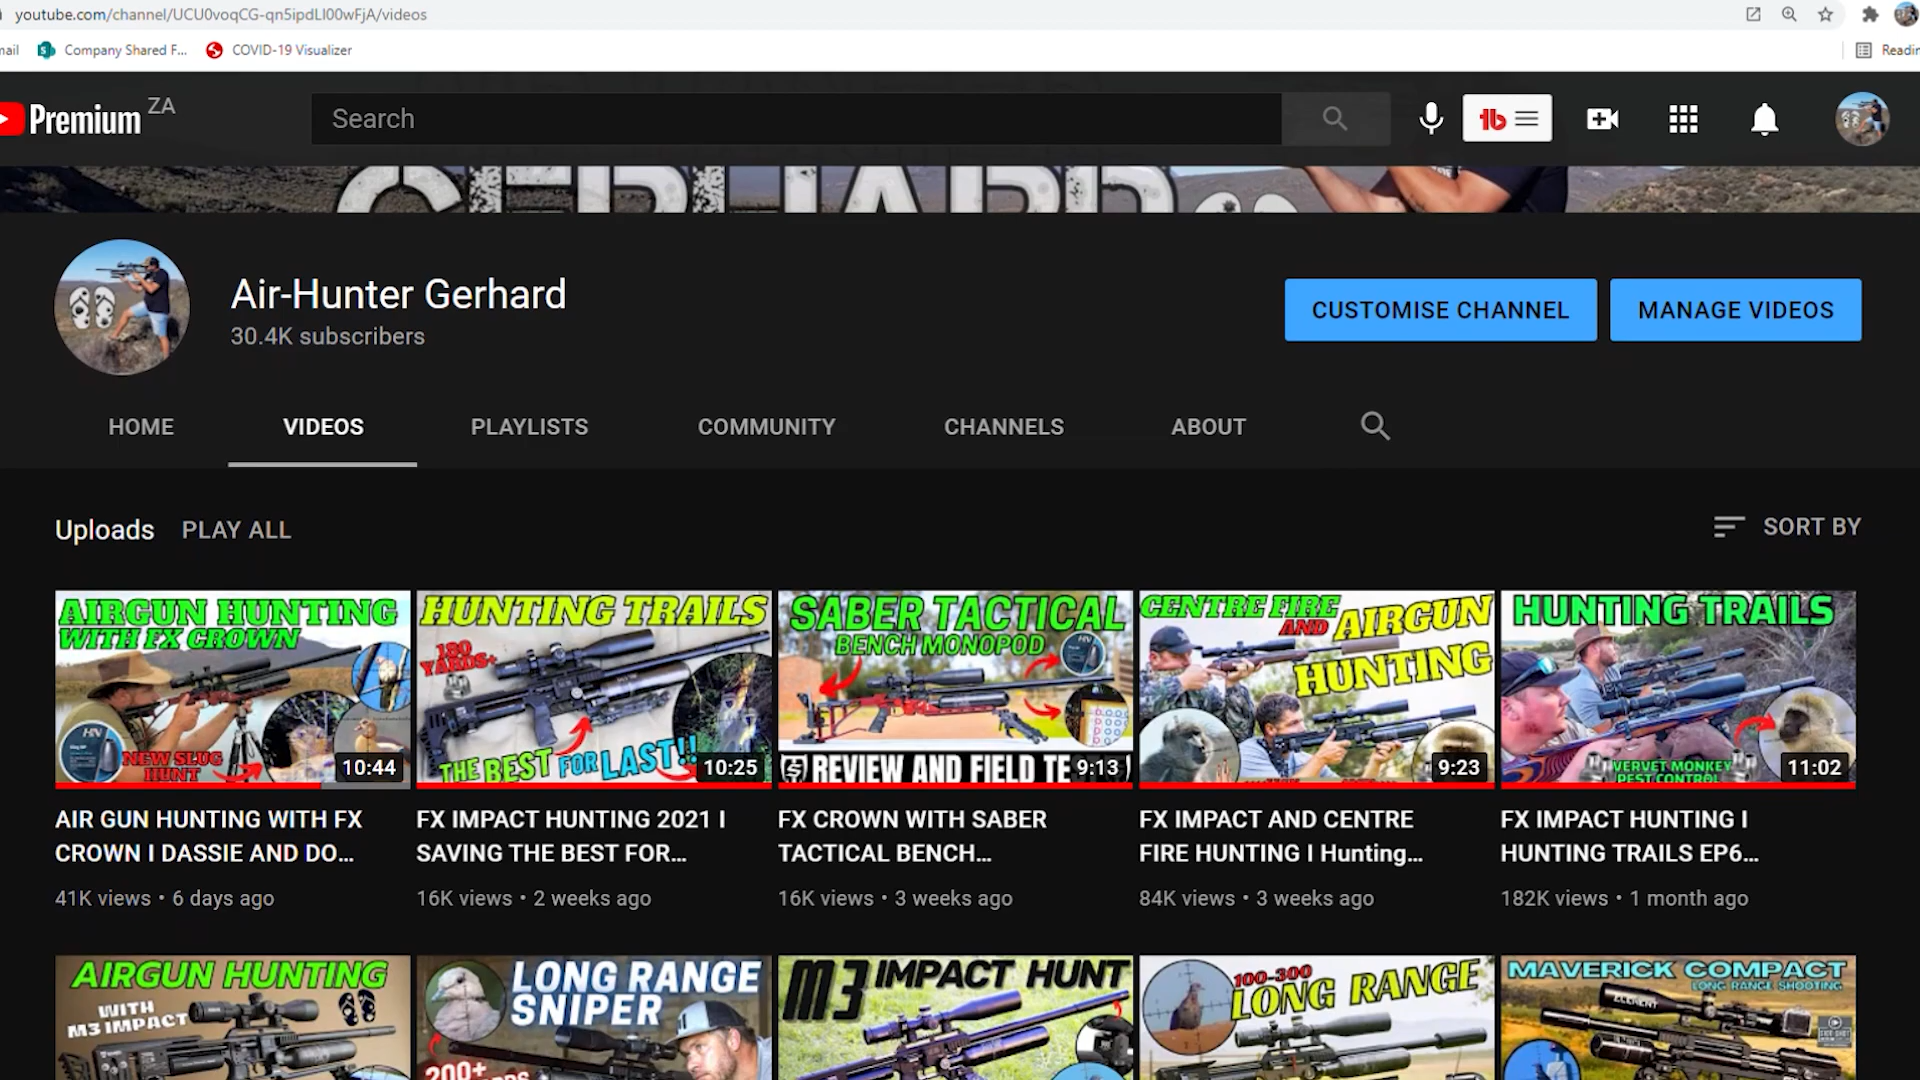 youtube.com/channel/UCU0voqCG-qn5ipdLI00wFjA/videos
Company Shared F...
COVID-19 Visualizer
Premium ZA
Search
GERHARD
Air-Hunter Gerhard
30.4K subscribers
CUSTOMISE CHANNEL
MANAGE VIDEOS
HOME
VIDEOS
PLAYLISTS
COMMUNITY
CHANNELS
ABOUT
Uploads
PLAY ALL
SORT BY
AIRGUN HUNTING
WITH FX CROWN
NEW SLUG
HUNT
10:44
HUNTING TRAILS
180
YARDS+
THE BEST FOR LAST!!
10:25
SABER TACTICAL
BENCH MONOPOD
REVIEW AND FIELD TE
9:13
CENTRE FIRE
AND AIRGUN
HUNTING
9:23
HUNTING TRAILS
VERVET MONKEY
PEST CONTROL
11:02
AIR GUN HUNTING WITH FX
CROWN I DASSIE AND DO...
41K views • 6 days ago
FX IMPACT HUNTING 2021 I
SAVING THE BEST FOR...
16K views • 2 weeks ago
FX CROWN WITH SABER
TACTICAL BENCH...
16K views • 3 weeks ago
FX IMPACT AND CENTRE
FIRE HUNTING I Hunting...
84K views • 3 weeks ago
FX IMPACT HUNTING I
HUNTING TRAILS EP6...
182K views • 1 month ago
AIRGUN HUNTING
WITH
M3 IMPACT
LONG RANGE
SNIPER
200+
M3 IMPACT HUNT
100-300
LONG RANGE
MAVERICK COMPACT
LONG RANGE SHOOTING
ELEMENT